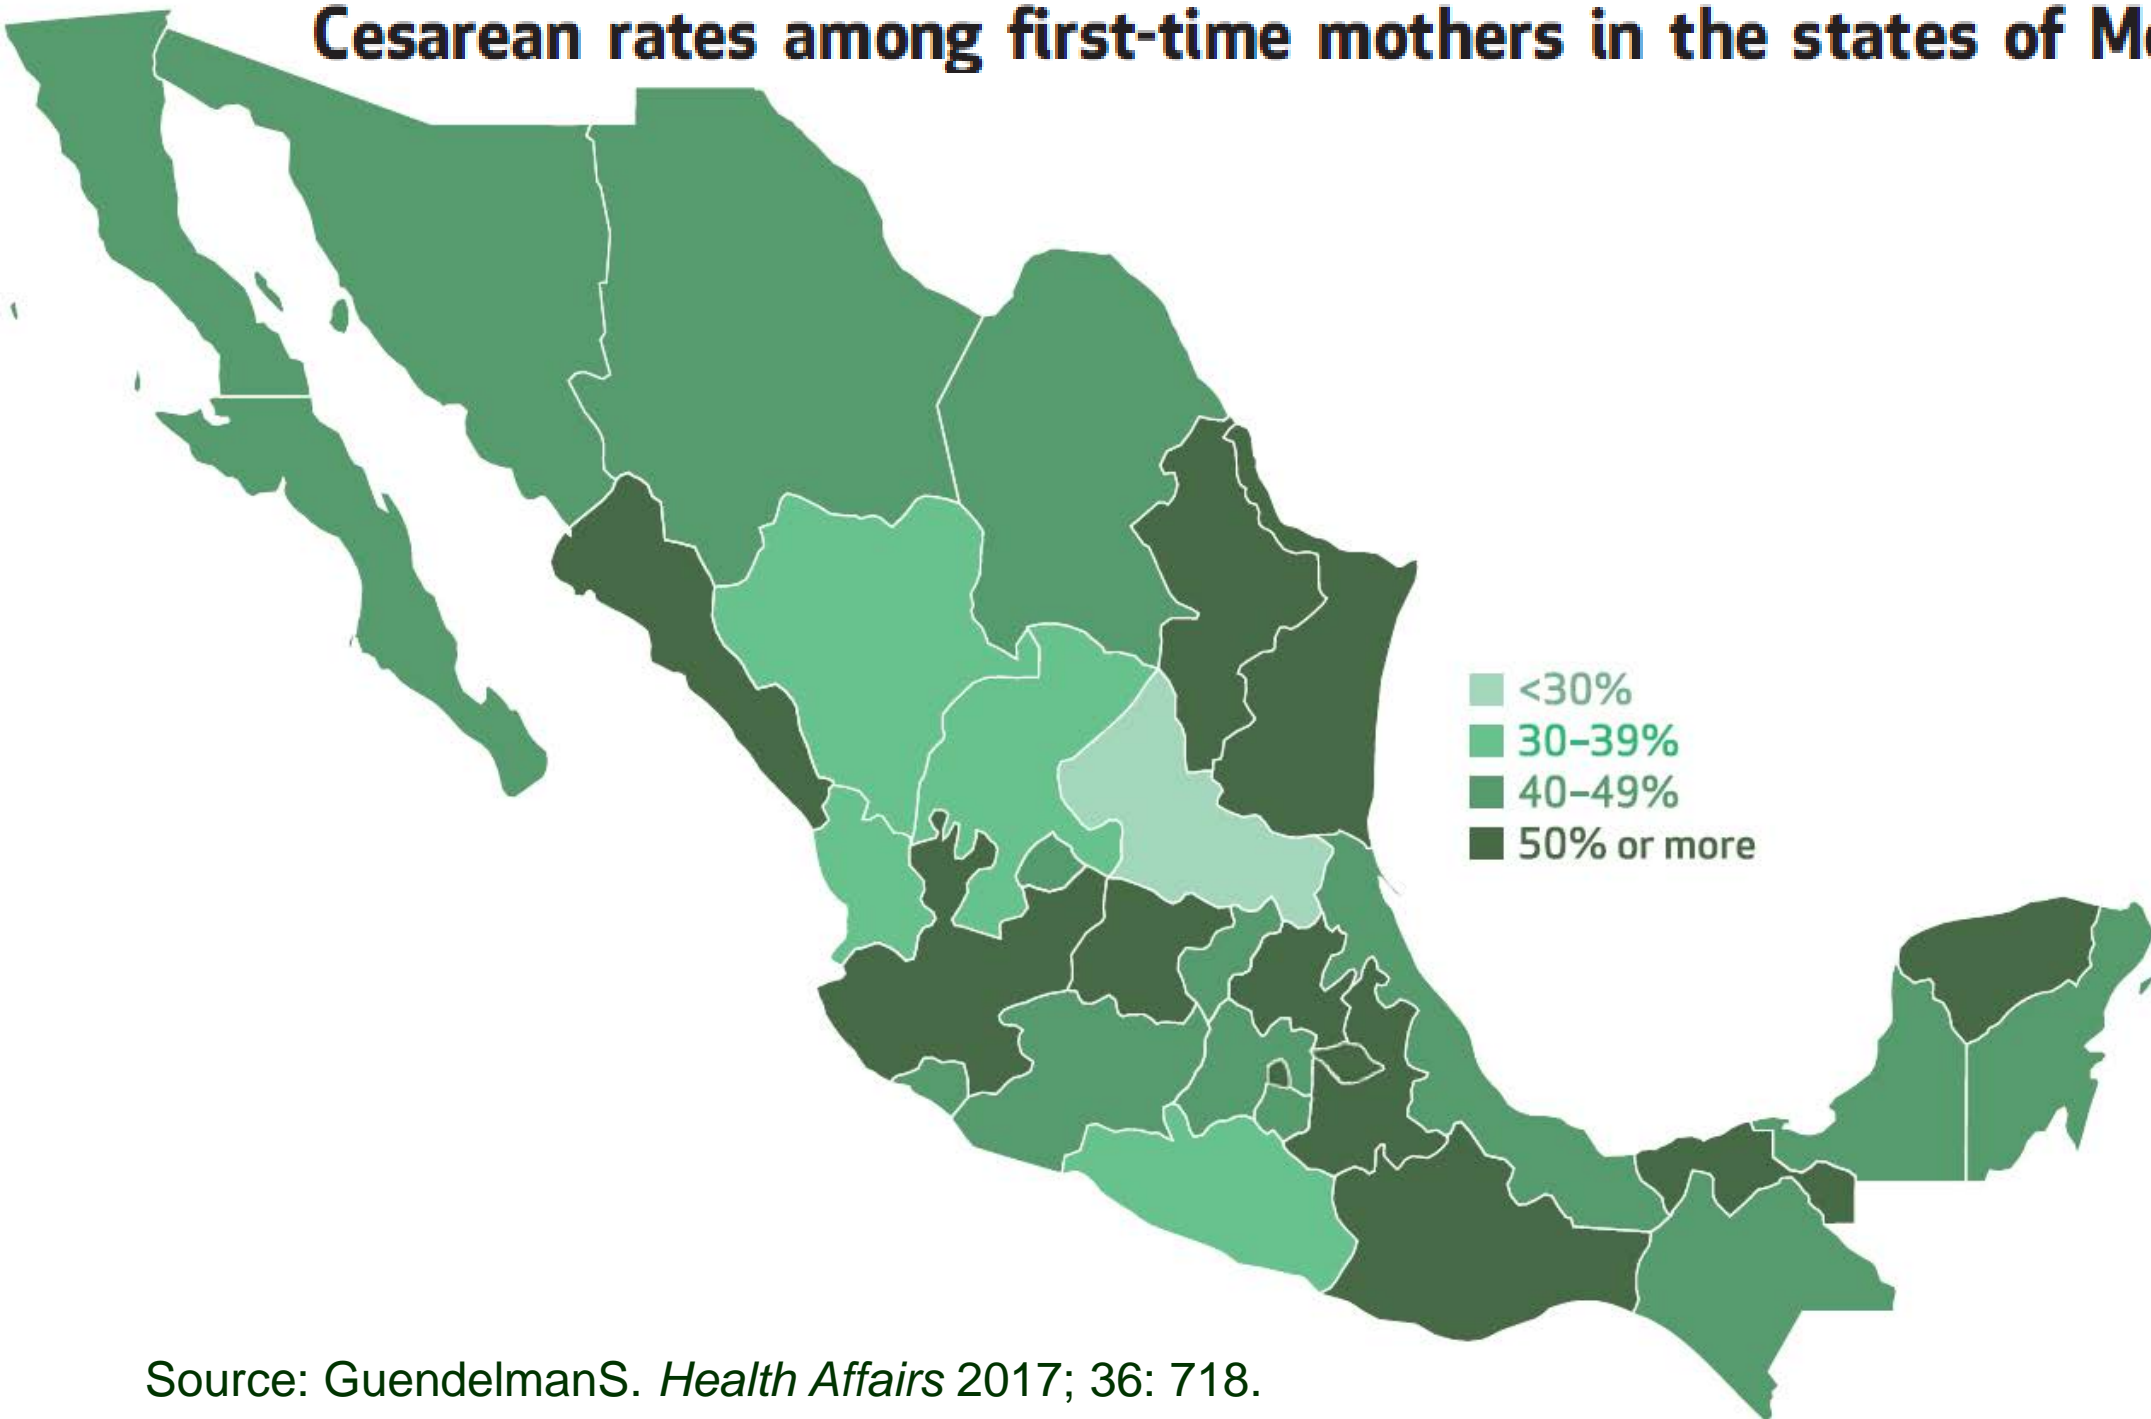 Cesarean rates among first-time mothers in the states of
<30%
30–39%
40–49%
50% or more
Source: GuendelmanS. Health Affairs 2017; 36: 718.